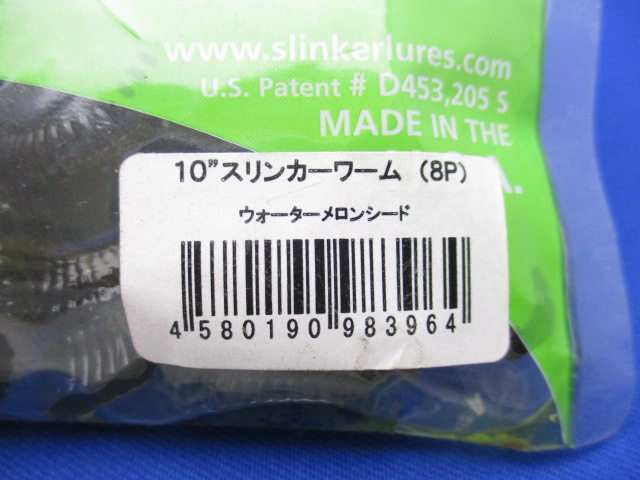 www.slinkerlures.com
U.S. Patent # D453,205 S
MADE IN THE
A.
10”スリンカーワーム (8P)
ウォーターメロンシード
4 580190 983964